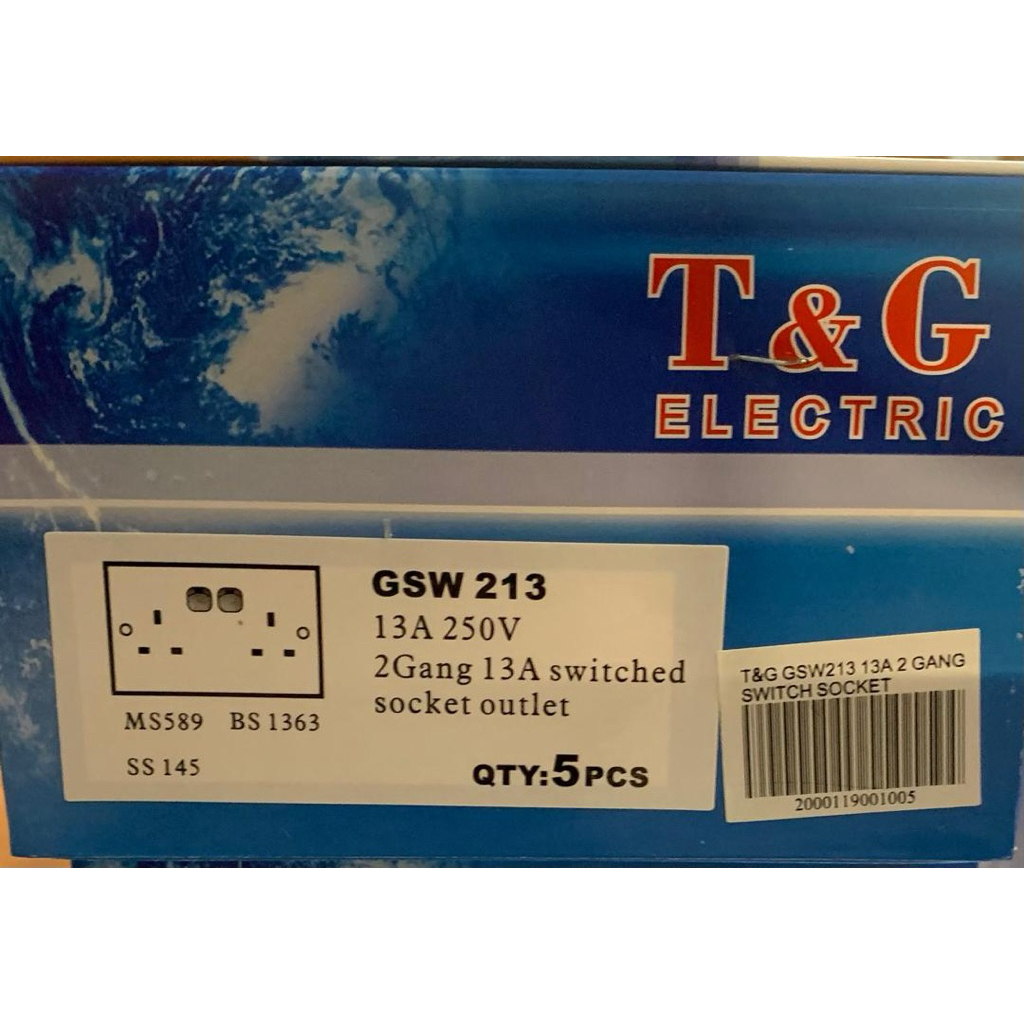 T & G
ELECTRIC
GSW 213
13A 250V
2Gang 13A switched
socket outlet
MS589 BS 1363
SS 145
QTY:5PCS
T&G GSW213 13A 2 GANG
SWITCH SOCKET
2000119001005